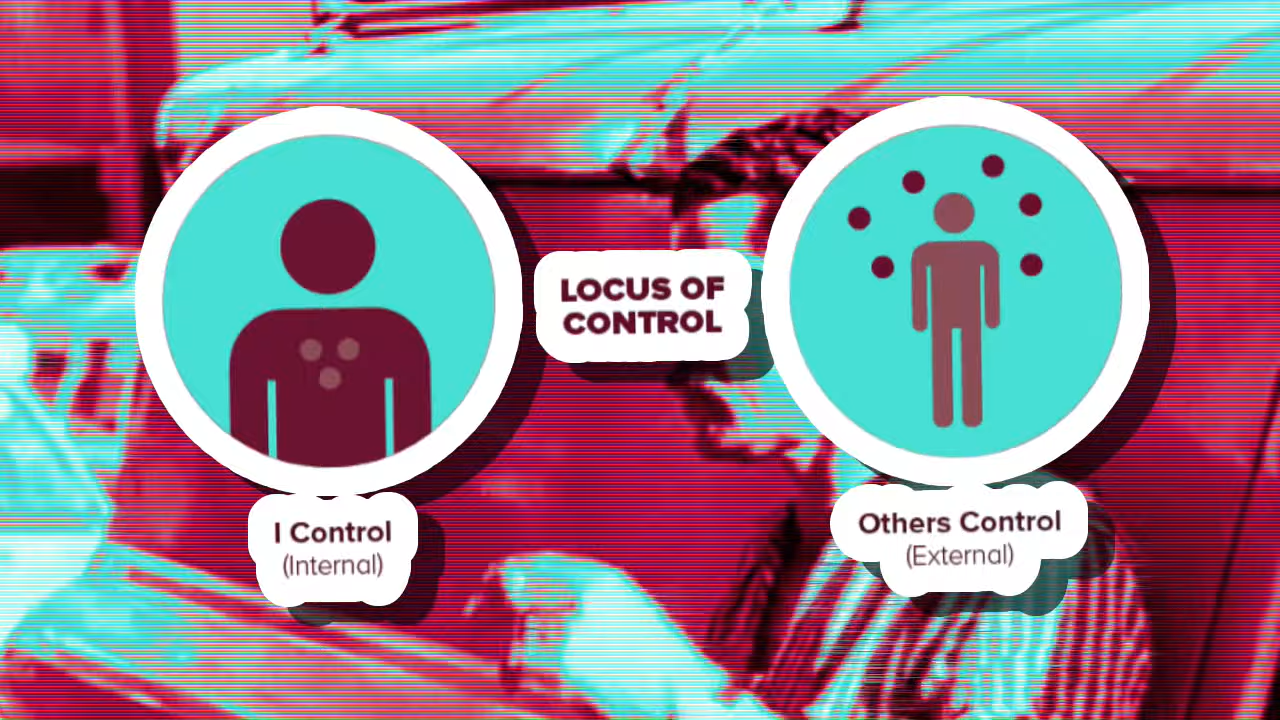 LOCUS OF
CONTROL
I Control
(Internal)
Others Control
(External)